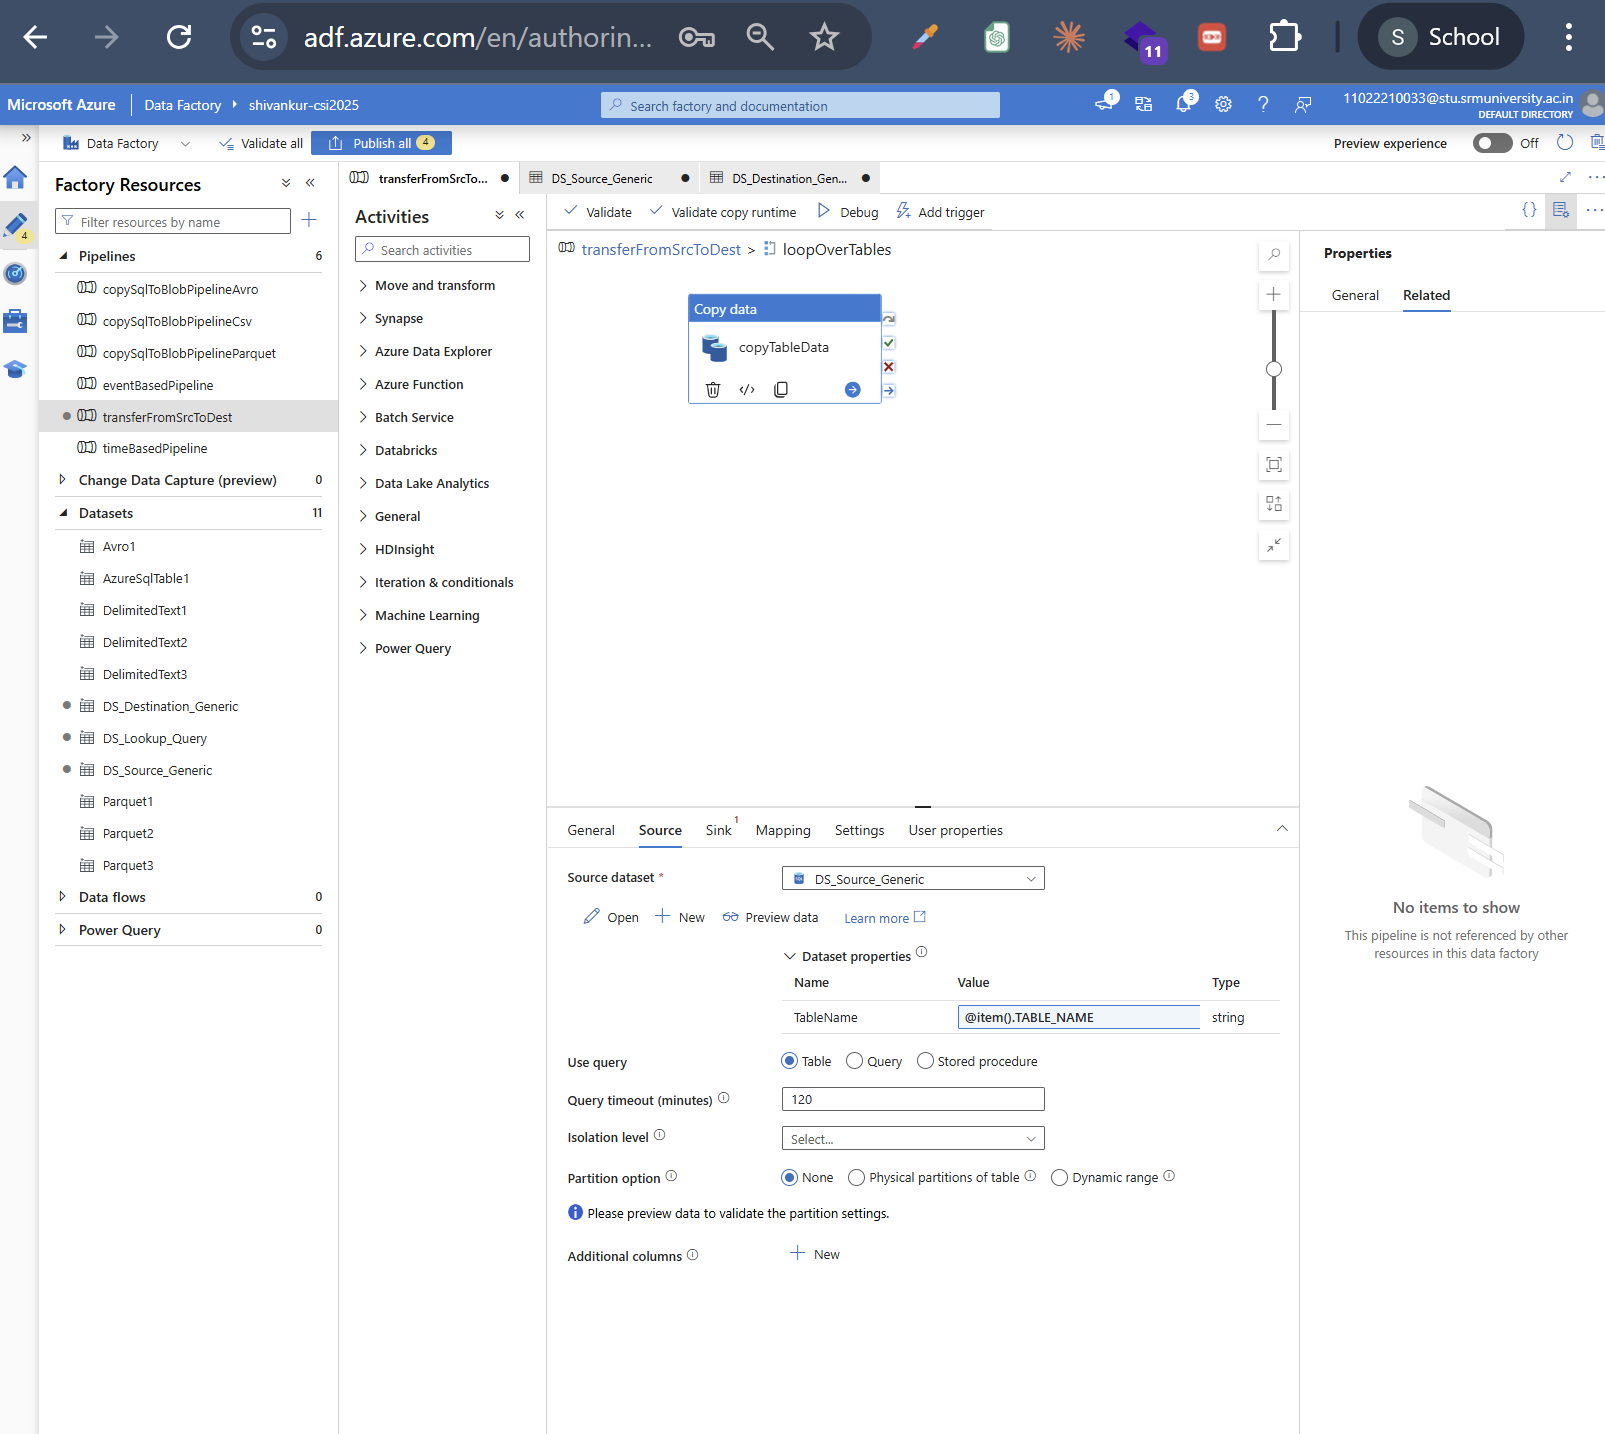 adf.azure.com/en/authorin...
11
S School
Microsoft Azure
Data Factory
shivankur-csi2025
Search factory and documentation
1
3
11022210033@stu.srmuniversity.ac.in
DEFAULT DIRECTORY
Data Factory
Validate all
Publish all 4
Preview experience
Off
4
Factory Resources
Filter resources by name
Pipelines 6
copySqlToBlobPipelineAvro
copySqlToBlobPipelineCsv
copySqlToBlobPipelineParquet
eventBasedPipeline
transferFromSrcToDest
timeBasedPipeline
Change Data Capture (preview) 0
Datasets 11
Avro1
AzureSqlTable1
DelimitedText1
DelimitedText2
DelimitedText3
DS_Destination_Generic
DS_Lookup_Query
DS_Source_Generic
Parquet1
Parquet2
Parquet3
Data flows 0
Power Query 0
transferFromSrcTo...
DS_Source_Generic
DS_Destination_Gen...
Activities
Search activities
Move and transform
Synapse
Azure Data Explorer
Azure Function
Batch Service
Databricks
Data Lake Analytics
General
HDInsight
Iteration & conditionals
Machine Learning
Power Query
Validate
Validate copy runtime
Debug
Add trigger
transferFromSrcToDest > loopOverTables
Copy data
copyTableData
General
Source
Sink 1
Mapping
Settings
User properties
Source dataset *
DS_Source_Generic
Open
New
Preview data
Learn more
Dataset properties
Name Value Type
TableName @item().TABLE_NAME string
Use query
Table
Query
Stored procedure
Query timeout (minutes)
120
Isolation level
Select...
Partition option
None
Physical partitions of table
Dynamic range
Please preview data to validate the partition settings.
Additional columns
New
Properties
General
Related
No items to show
This pipeline is not referenced by other
resources in this data factory